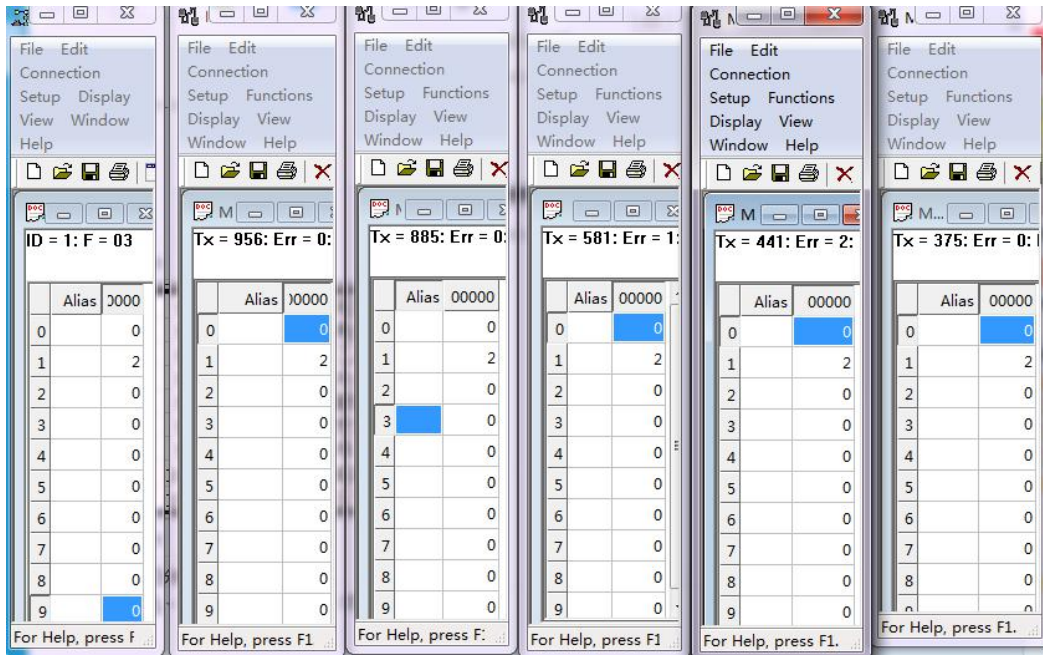 File Edit
Connection
Setup Display
View Window
Help
ID = 1: F = 03
Alias 0000
0 0
1 2
2 0
3 0
4 0
5 0
6 0
7 0
8 0
9 0
For Help, press F
File Edit
Connection
Setup Functions
Display View
Window Help
M
Tx = 956: Err = 0:
Alias 00000
0 0
1 2
2 0
3 0
4 0
5 0
6 0
7 0
8 0
9 0
For Help, press F1
File Edit
Connection
Setup Functions
Display View
Window Help
Tx = 885: Err = 0:
Alias 00000
0 0
1 2
2 0
3 0
4 0
5 0
6 0
7 0
8 0
9 0
For Help, press F
File Edit
Connection
Setup Functions
Display View
Window Help
Tx = 581: Err = 1:
Alias 00000
0 0
1 2
2 0
3 0
4 0
5 0
6 0
7 0
8 0
9 0
For Help, press F1
File Edit
Connection
Setup Functions
Display View
Window Help
M
Tx = 441: Err = 2:
Alias 00000
0 0
1 2
2 0
3 0
4 0
5 0
6 0
7 0
8 0
9 0
For Help, press F1.
File Edit
Connection
Setup Functions
Display View
Window Help
M...
Tx = 375: Err = 0:
Alias 00000
0 0
1 2
2 0
3 0
4 0
5 0
6 0
7 0
8 0
9 0
For Help, press F1.